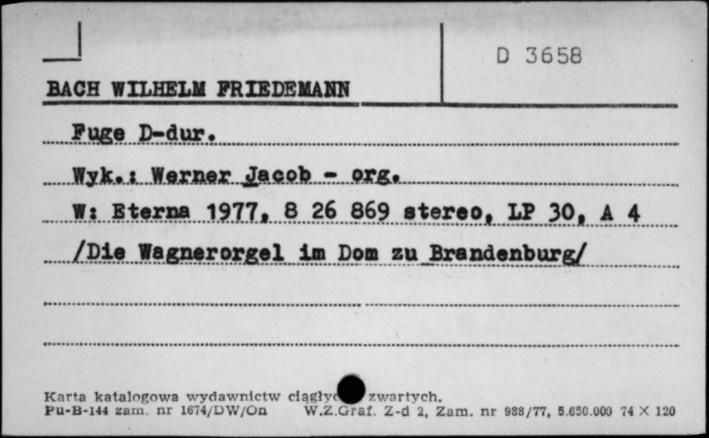 D 3658
BACH WILHELM FRIEDEMANN
Fuge D-dur.
Wyk.: Werner Jacob - org.
W: Eterna 1977, 8 26 869 stereo, LP 30, A 4
/Die Wagnerorgel im Dom zu Brandenburg/
Karta katalogowa wydawnictw zwartych.
Pu-B-144 zam. nr 1674/DW/On W.Z.Graf. Z-d 2, Zam. nr 988/77, 5.650.000 74 X 120